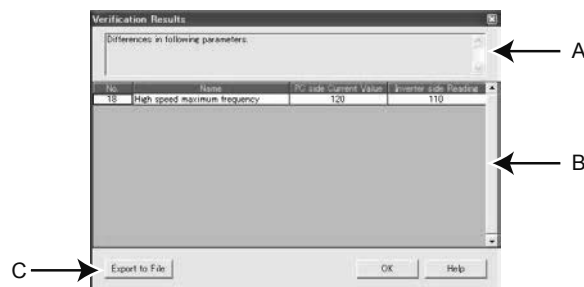 Verification Results
Differences in following parameters.
A
No. Name PC side Current Value Inverter side Reading
18 High speed maximum frequency 120 110
B
C Export to File OK Help